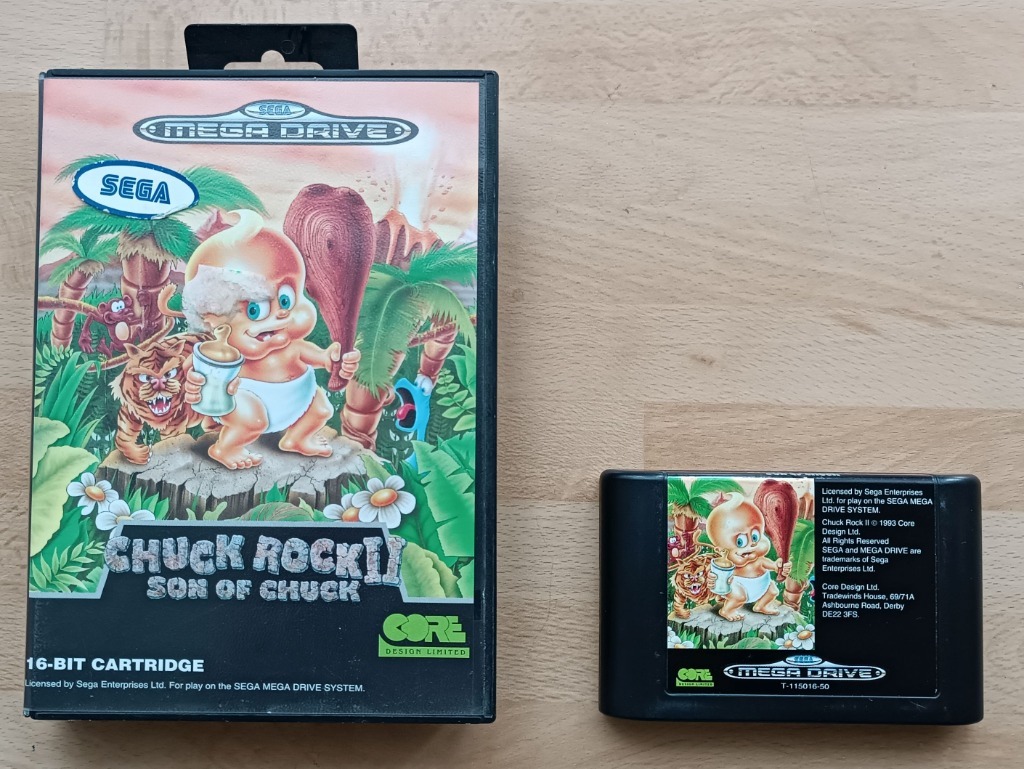 SEGA
MEGA DRIVE
SEGA
CHUCK ROCK II
SON OF CHUCK
CORE
DESIGN LIMITED
16-BIT CARTRIDGE
Licensed by Sega Enterprises Ltd. For play on the SEGA MEGA DRIVE SYSTEM.
Licensed by Sega Enterprises
Ltd. for play on the SEGA MEGA
DRIVE SYSTEM.
Chuck Rock II © 1993 Core
Design Ltd.
All Rights Reserved
SEGA and MEGA DRIVE are
trademarks of Sega
Enterprises Ltd.
Core Design Ltd.
Tradewinds House, 69/71A
Ashbourne Road, Derby
DE22 3FS.
CORE
DESIGN LIMITED
SEGA
MEGA DRIVE
T-115016-50